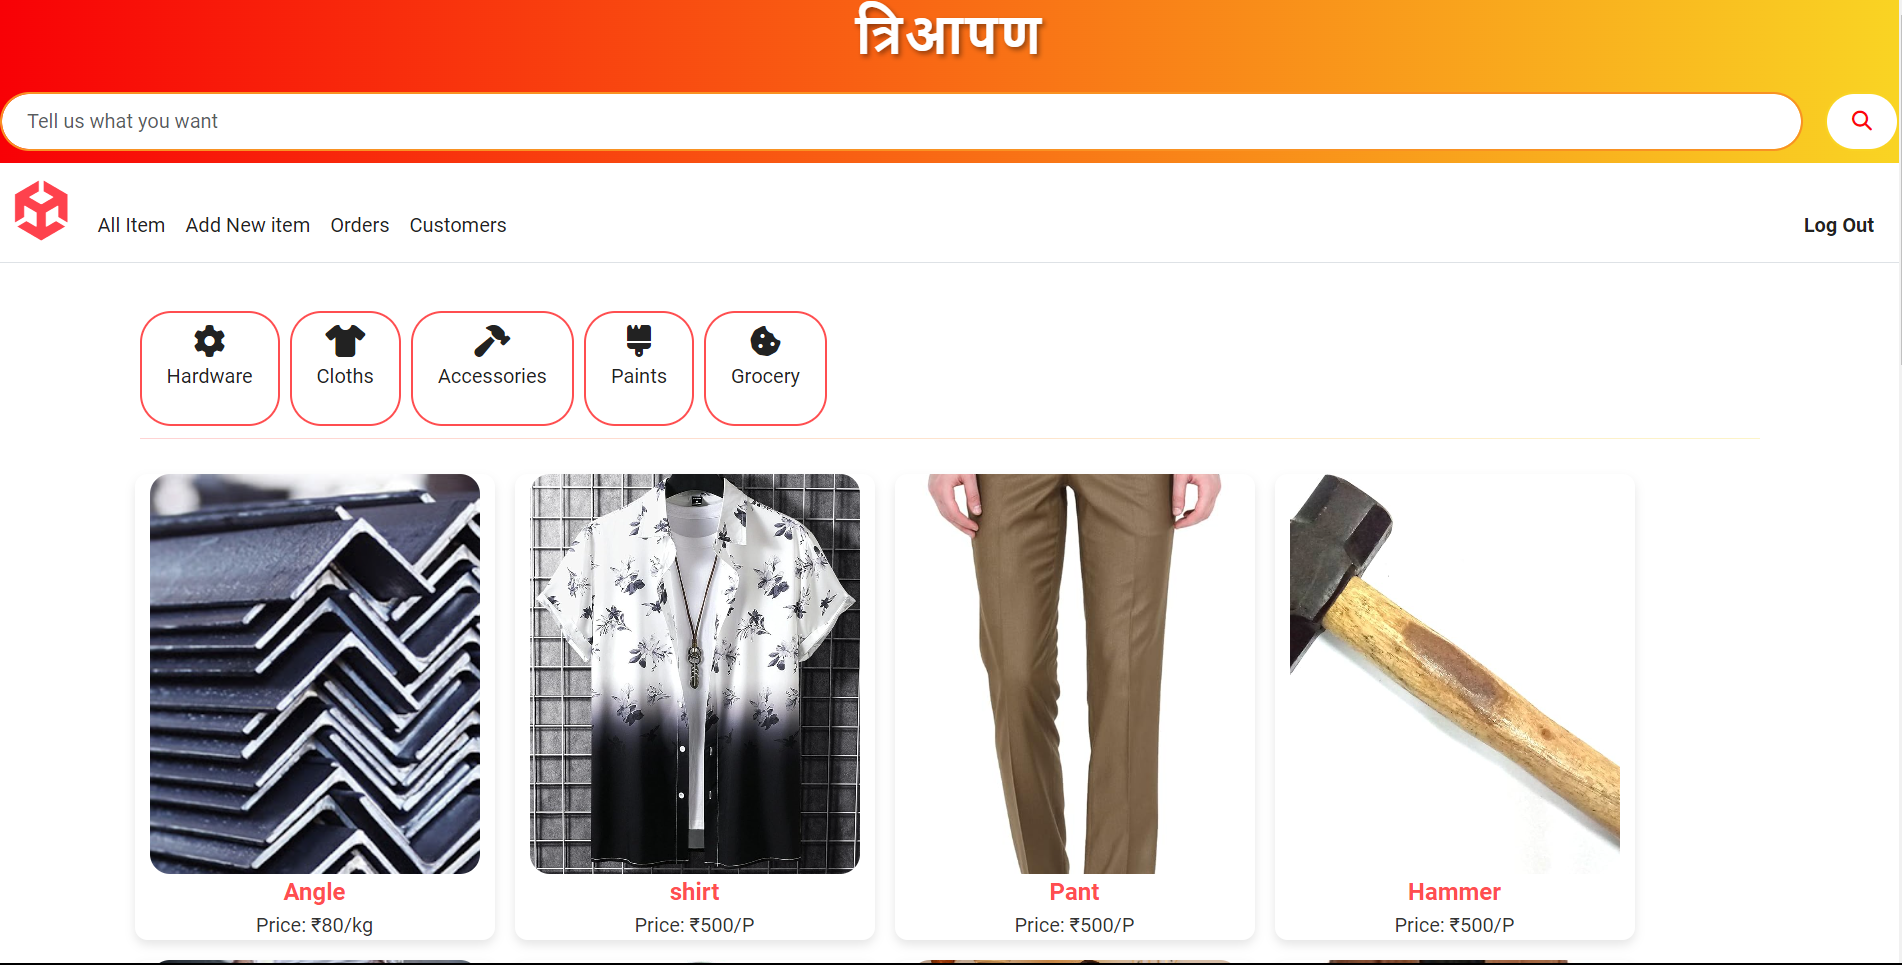 त्रिआपण
Tell us what you want
All Item Add New item Orders Customers Log Out
Hardware Cloths Accessories Paints Grocery
Angle shirt Pant Hammer
Price: ₹80/kg Price: ₹500/P Price: ₹500/P Price: ₹500/P